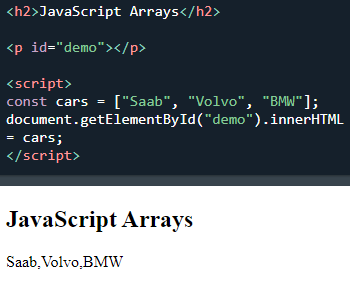 <h2>JavaScript Arrays</h2>
<p id="demo"></p>
<script>
const cars = ["Saab", "Volvo", "BMW"];
document.getElementById("demo").innerHTML
= cars;
</script>
JavaScript Arrays
Saab,Volvo,BMW